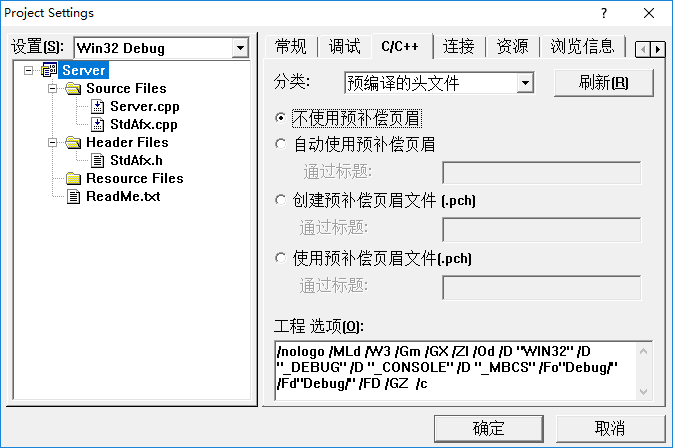 Project Settings
设置(S):
Win32 Debug
Server
Source Files
Server.cpp
StdAfx.cpp
Header Files
StdAfx.h
Resource Files
ReadMe.txt
常规 调试 C/C++ 连接 资源 浏览信息
分类:
预编译的头文件
刷新(R)
不使用预补偿页眉
自动使用预补偿页眉
通过标题:
创建预补偿页眉文件 (.pch)
通过标题:
使用预补偿页眉文件(.pch)
通过标题:
工程 选项(O):
/nologo /MLd /W3 /Gm /GX /ZI /Od /D "WIN32" /D
"_DEBUG" /D "_CONSOLE" /D "_MBCS" /Fo"Debug/"
/Fd"Debug/" /FD /GZ /c
确定
取消